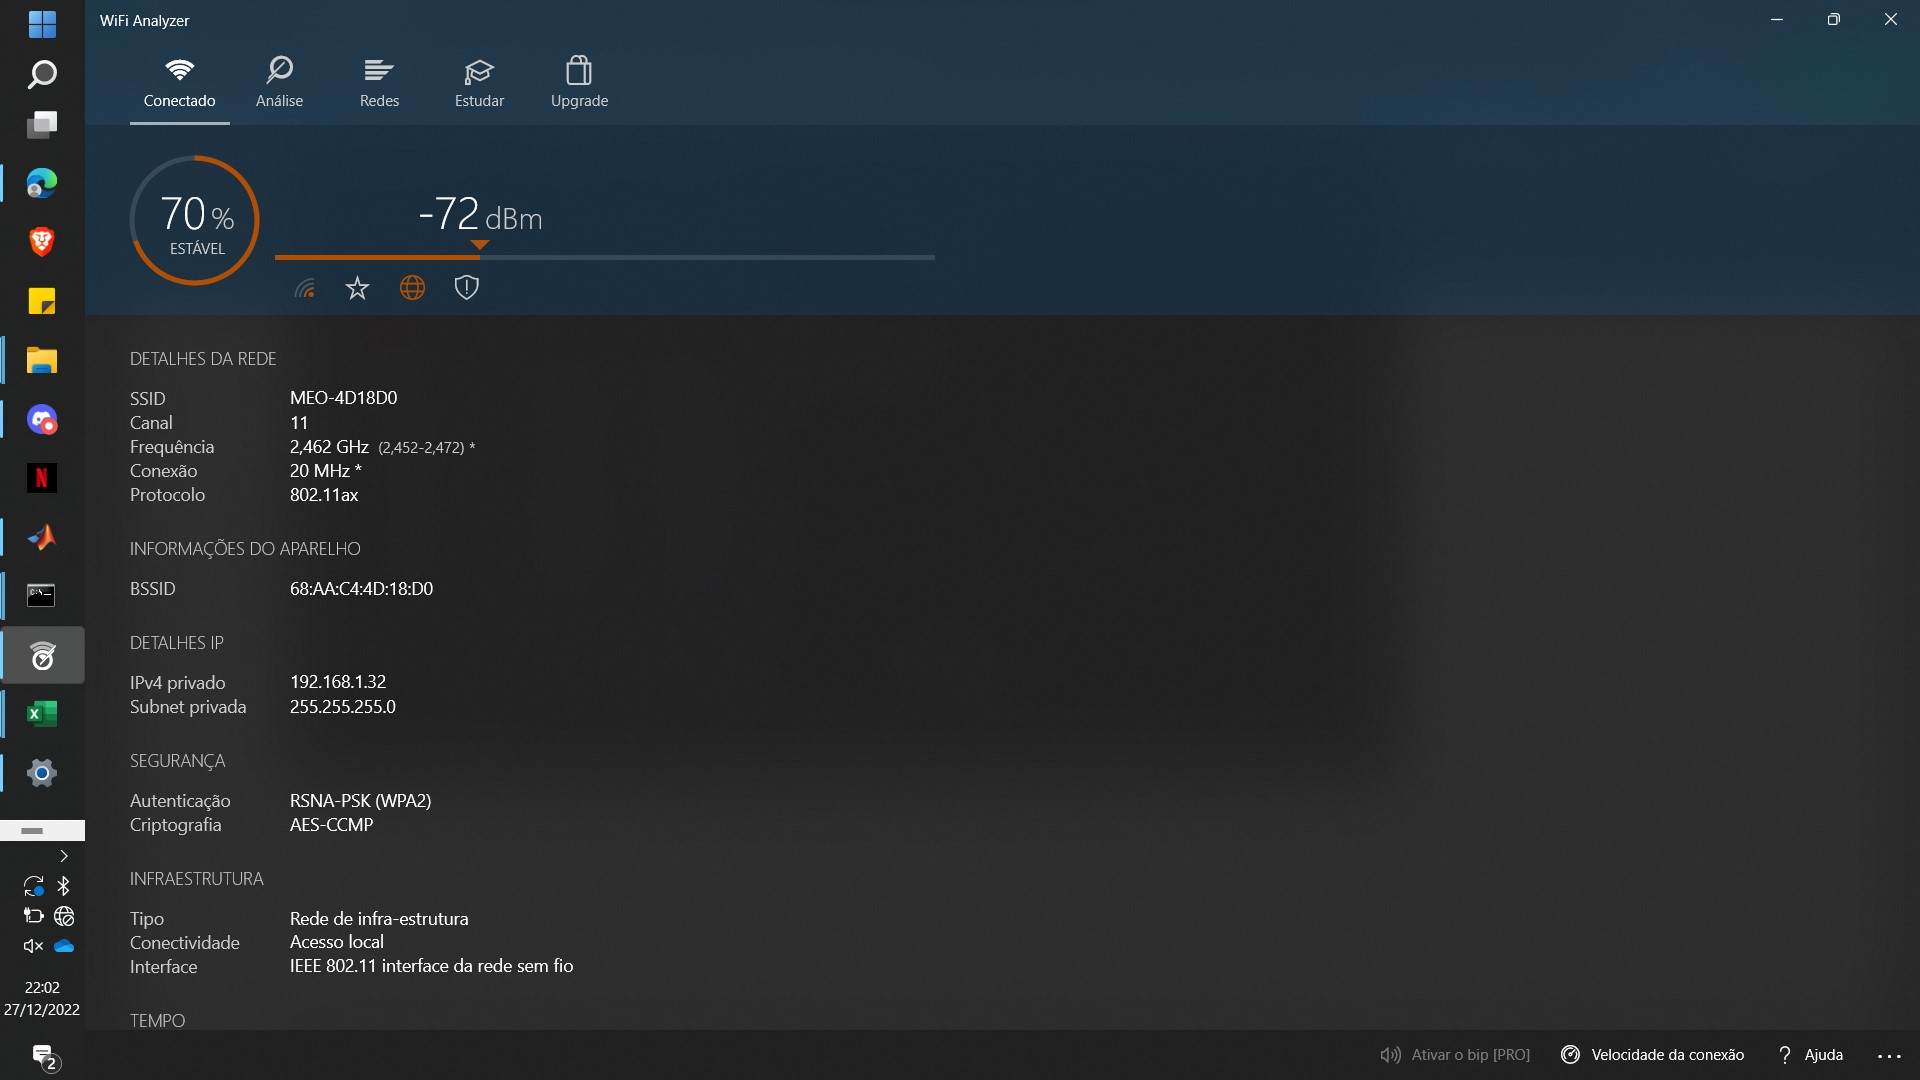 WiFi Analyzer
Conectado
Análise
Redes
Estudar
Upgrade
70 %
ESTÁVEL
-72 dBm
DETALHES DA REDE
SSID MEO-4D18D0
Canal 11
Frequência 2,462 GHz (2,452-2,472) *
Conexão 20 MHz *
Protocolo 802.11ax
INFORMAÇÕES DO APARELHO
BSSID 68:AA:C4:4D:18:D0
DETALHES IP
IPv4 privado 192.168.1.32
Subnet privada 255.255.255.0
SEGURANÇA
Autenticação RSNA-PSK (WPA2)
Criptografia AES-CCMP
INFRAESTRUTURA
Tipo Rede de infra-estrutura
Conectividade Acesso local
Interface IEEE 802.11 interface da rede sem fio
TEMPO
22:02
27/12/2022
2
Ativar o bip [PRO]
Velocidade da conexão
? Ajuda
...